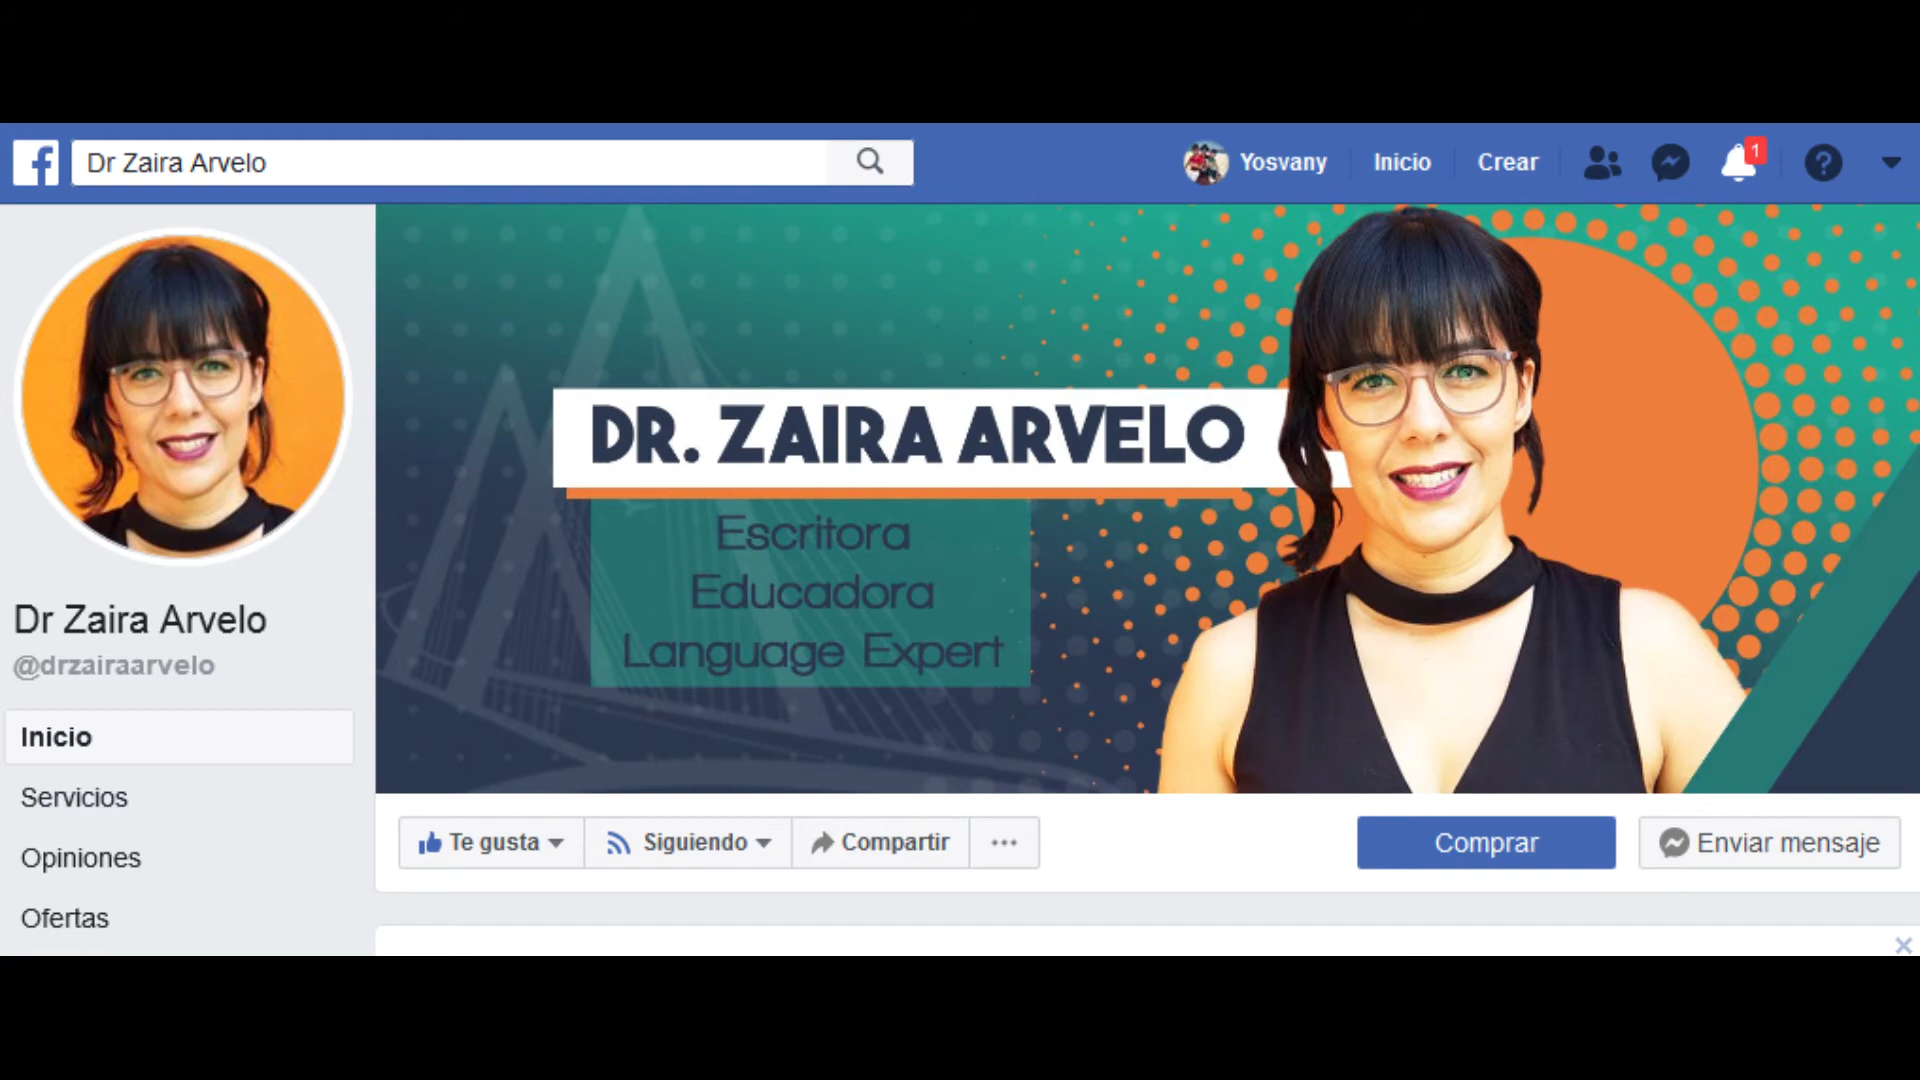 Dr Zaira Arvelo
Yosvany
Inicio
Crear
1
DR. ZAIRA ARVELO
Escritora
Educadora
Language Expert
Dr Zaira Arvelo
@drzairaarvelo
Inicio
Servicios
Opiniones
Ofertas
Te gusta
Siguiendo
Compartir
Comprar
Enviar mensaje